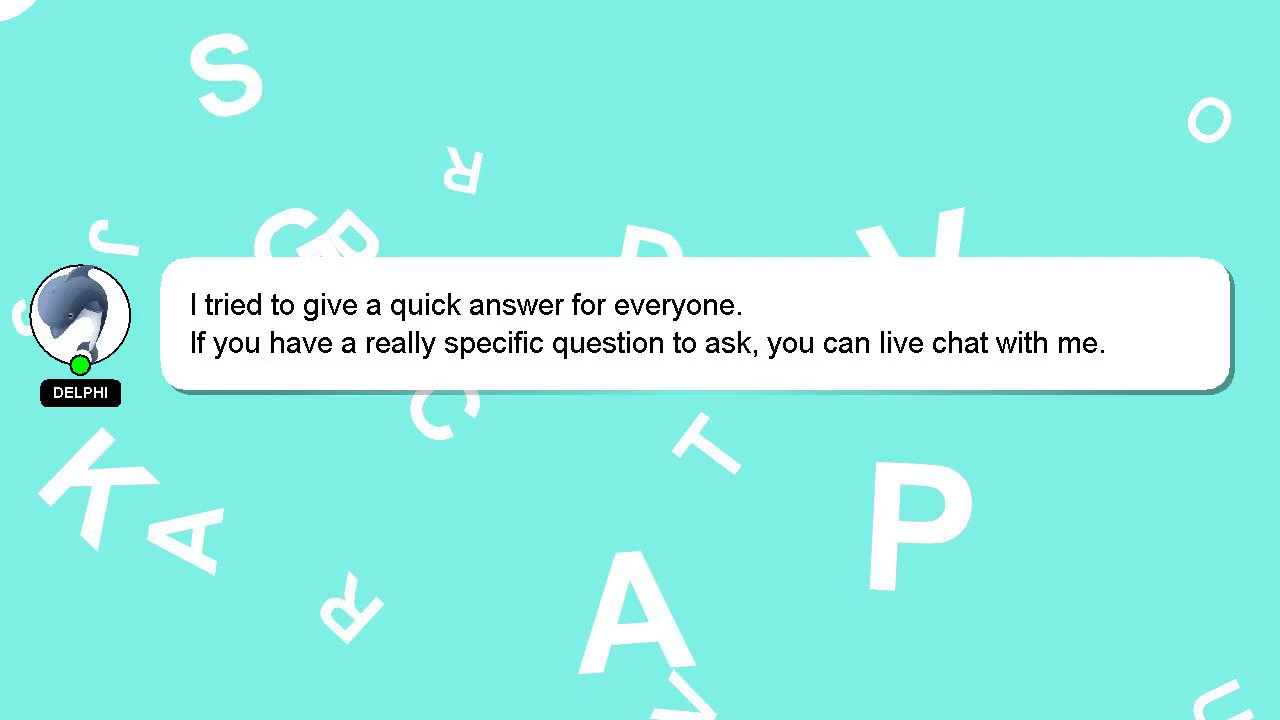 S
O
R
J
G
D
V
I tried to give a quick answer for everyone.
If you have a really specific question to ask, you can live chat with me.
DELPHI
C
T
K
P
A
R
A
V
U